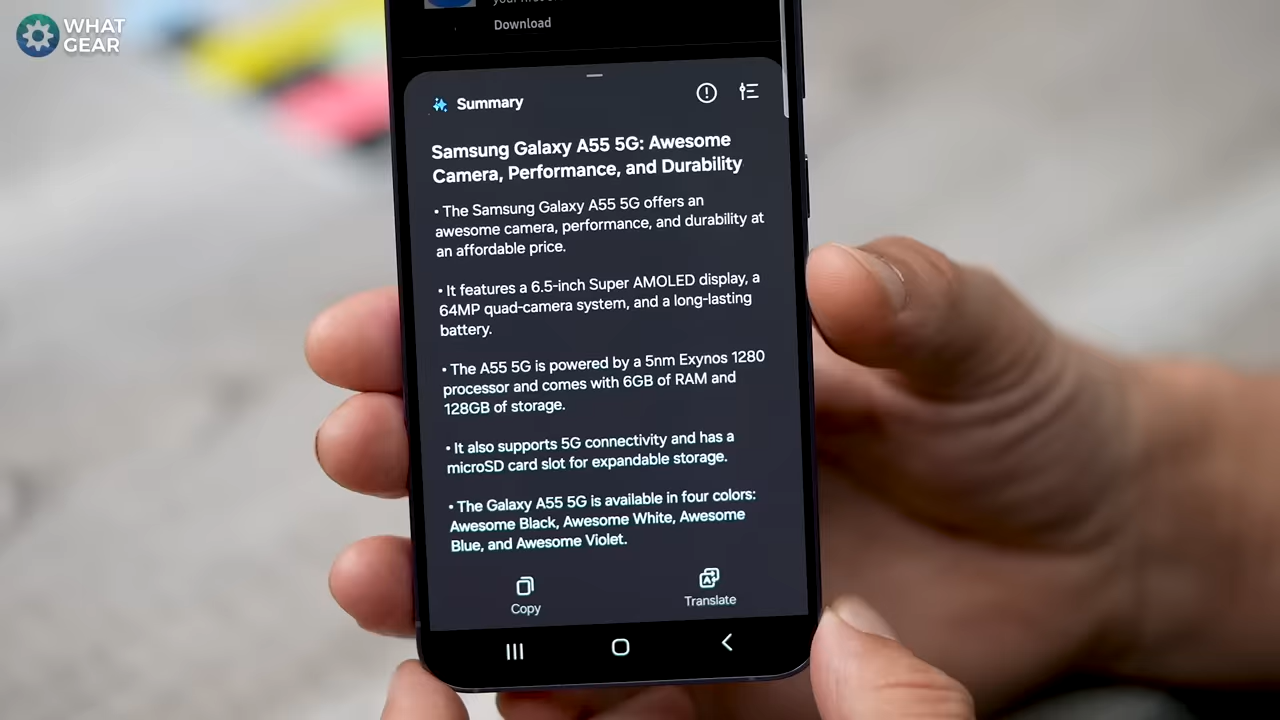 WHAT
GEAR
Download
Summary
Samsung Galaxy A55 5G: Awesome
Camera, Performance, and Durability
• The Samsung Galaxy A55 5G offers an
awesome camera, performance, and durability at
an affordable price.
• It features a 6.5-inch Super AMOLED display, a
64MP quad-camera system, and a long-lasting
battery.
• The A55 5G is powered by a 5nm Exynos 1280
processor and comes with 6GB of RAM and
128GB of storage.
• It also supports 5G connectivity and has a
microSD card slot for expandable storage.
• The Galaxy A55 5G is available in four colors:
Awesome Black, Awesome White, Awesome
Blue, and Awesome Violet.
Copy
Translate